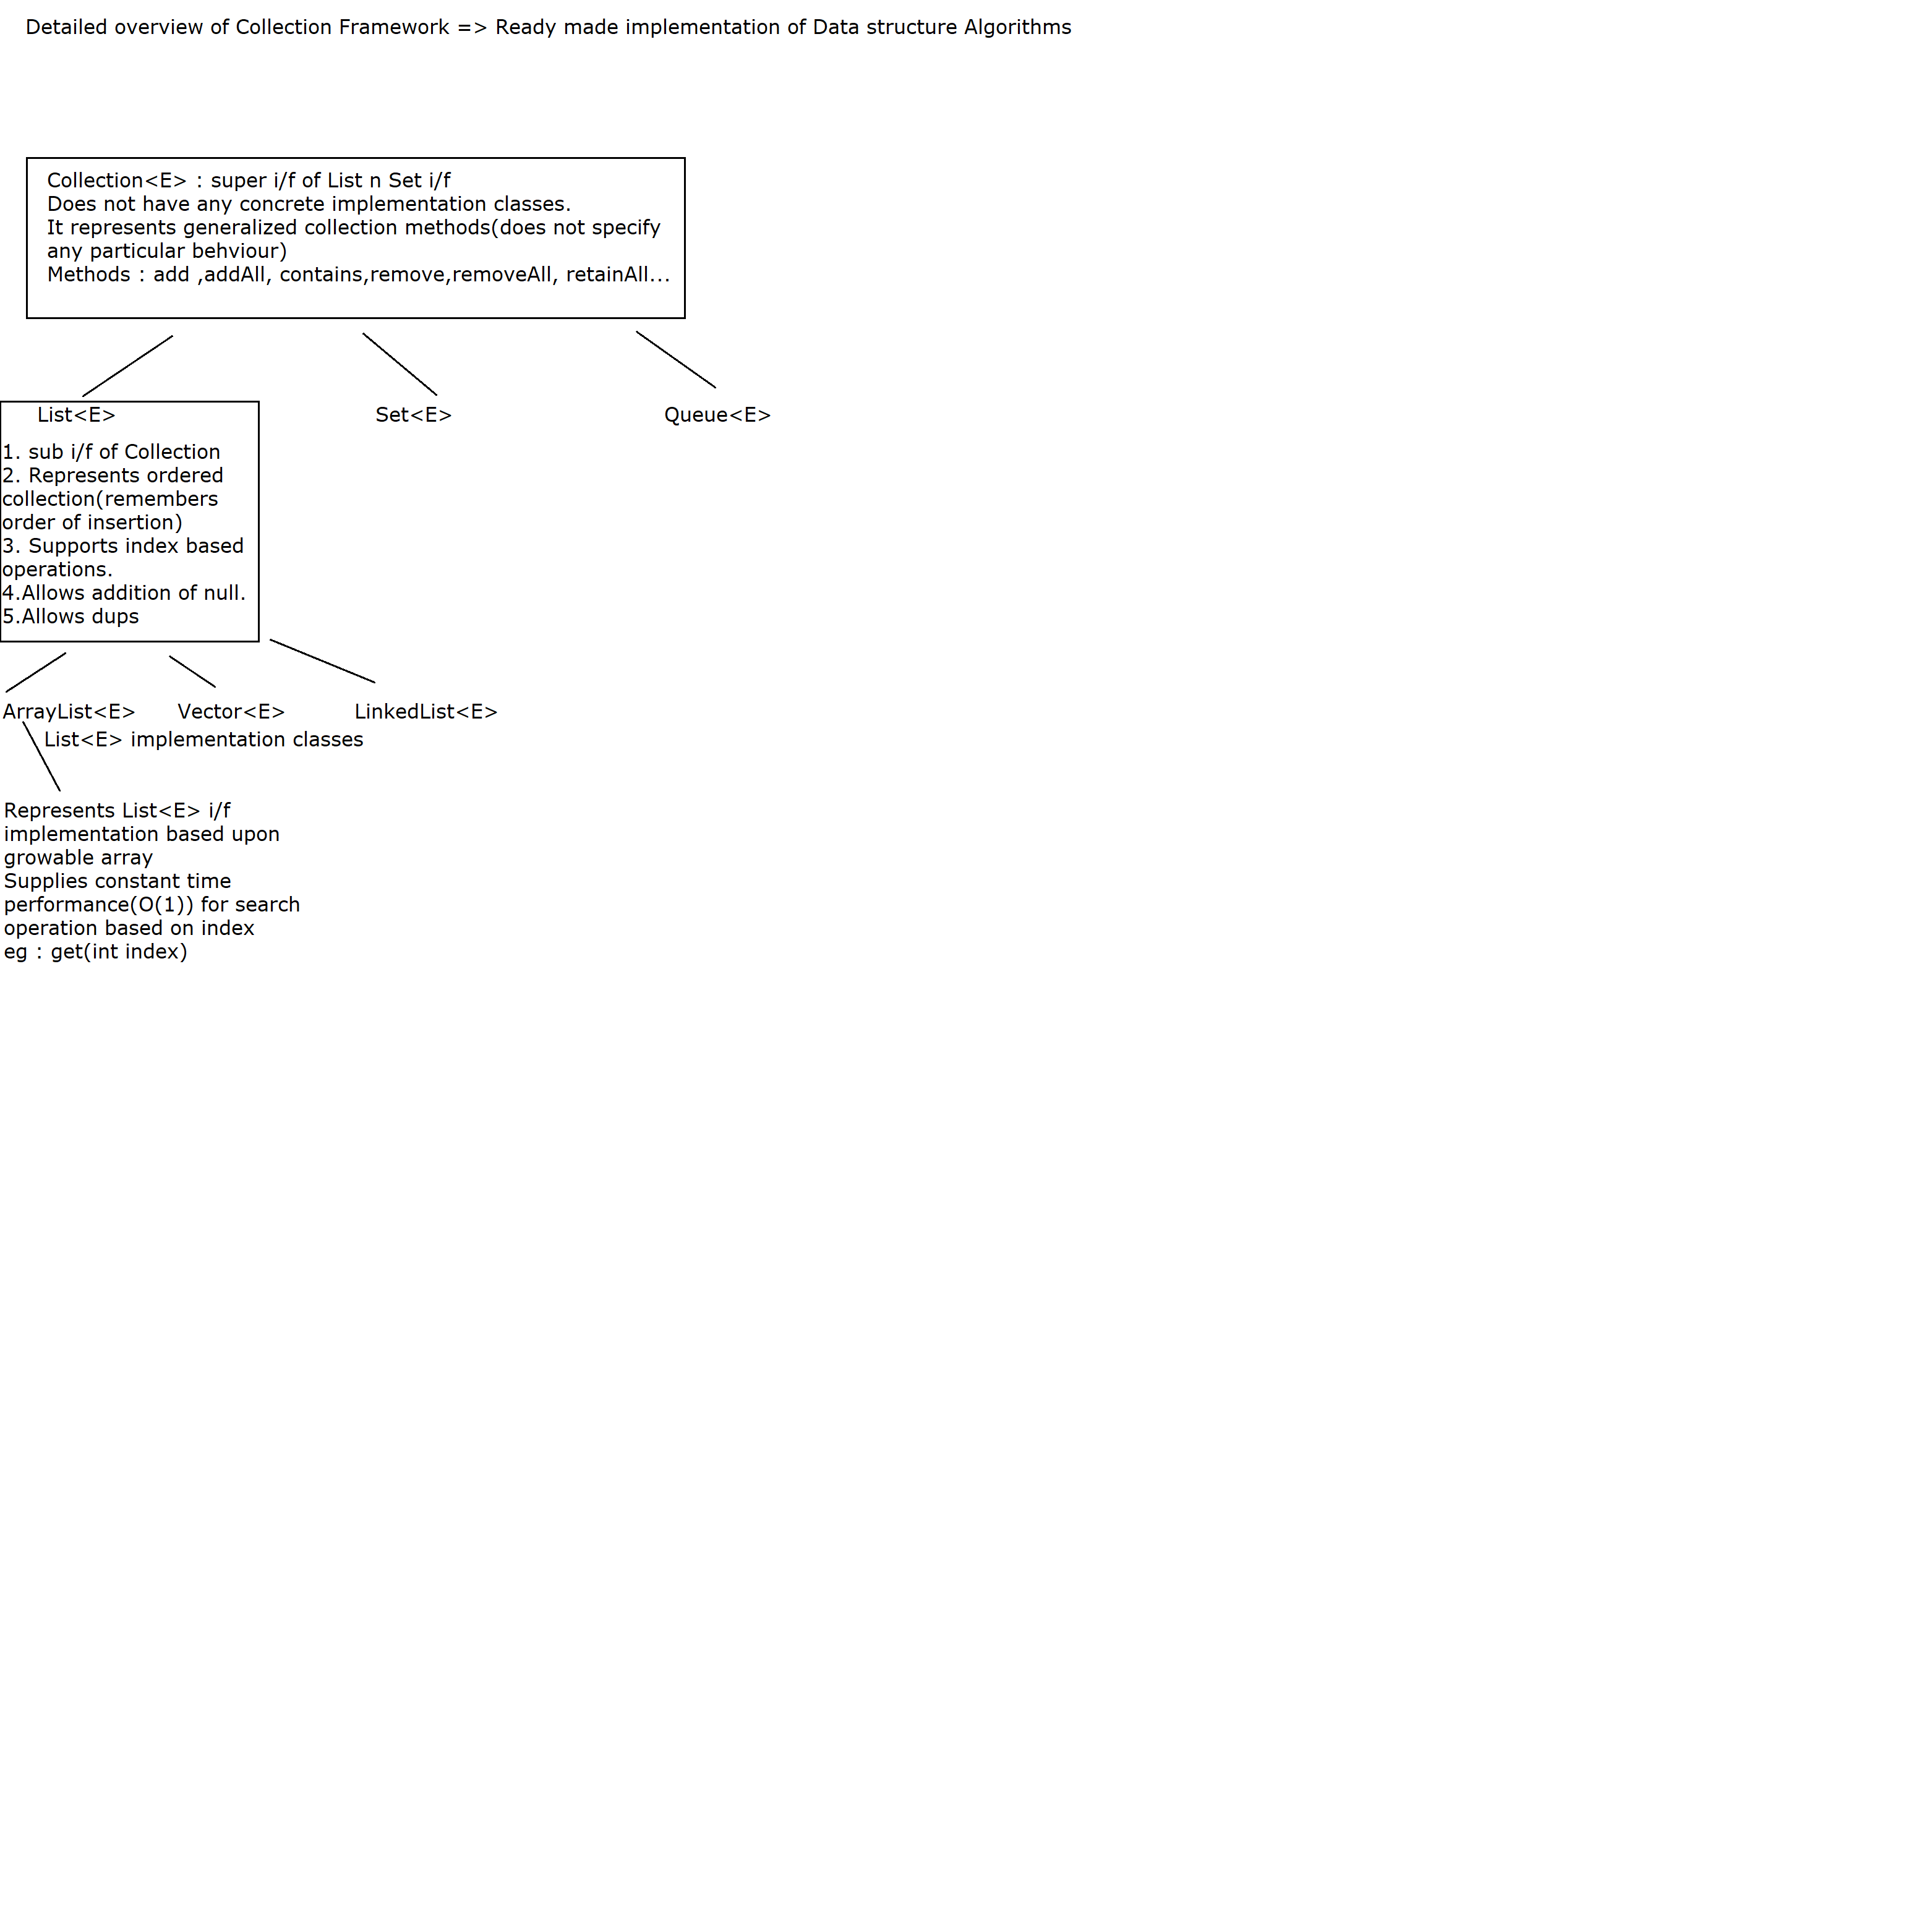 Detailed overview of Collection Framework => Ready made implementation of Data structure Algorithms
Collection<E> : super i/f of List n Set i/f
Does not have any concrete implementation classes.
It represents generalized collection methods(does not specify
any particular behviour)
Methods : add ,addAll, contains,remove,removeAll, retainAll...
List<E>
Set<E>
Queue<E>
1. sub i/f of Collection
2. Represents ordered
collection(remembers
order of insertion)
3. Supports index based
operations.
4.Allows addition of null.
5.Allows dups
ArrayList<E>
Vector<E>
LinkedList<E>
List<E> implementation classes
Represents List<E> i/f
implementation based upon
growable array
Supplies constant time
performance(O(1)) for search
operation based on index
eg : get(int index)